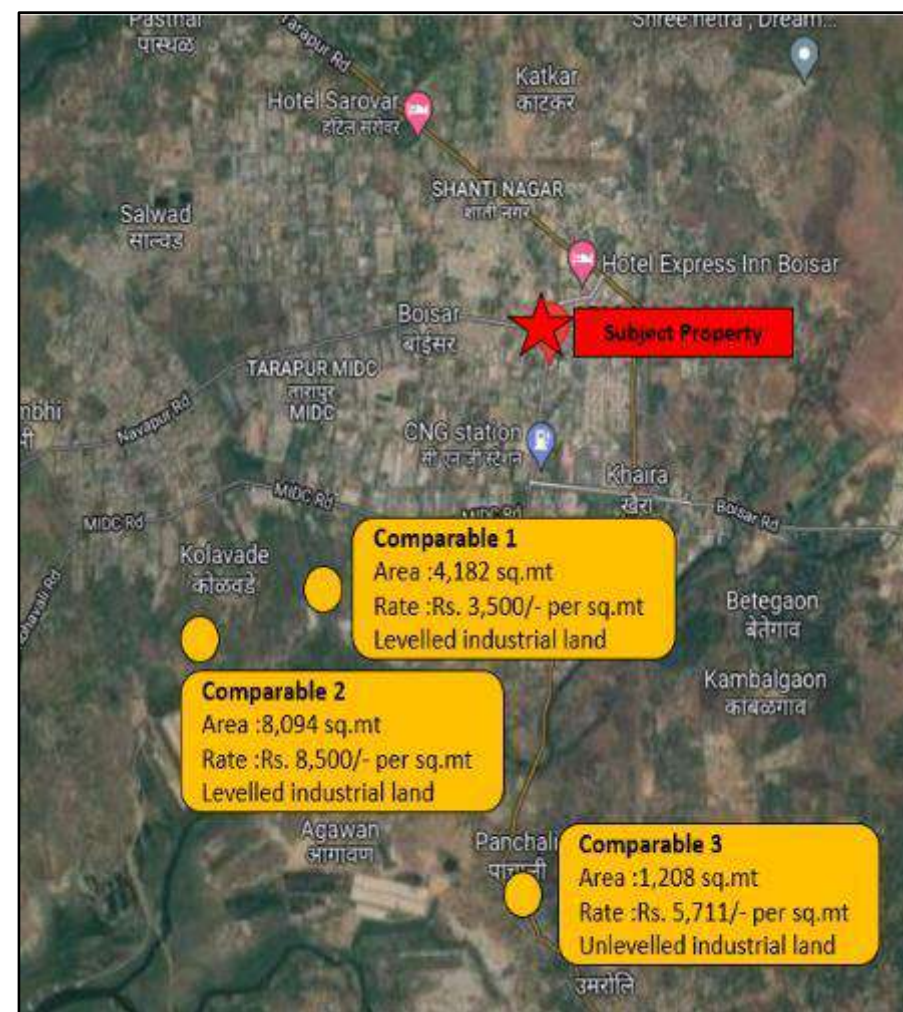 Pasthal
पास्थळ
Tarapur Rd
Shree netra , Dream...
Katkar
काटकर
Hotel Sarovar
हॉटेल सरोवर
SHANTI NAGAR
शांती नगर
Salwad
साल्वड
Hotel Express Inn Boisar
Boisar
बोईसर
Subject Property
TARAPUR MIDC
तारापुर
MIDC
Navapur Rd
CNG station
सी एन जी स्टेशन
Khaira
खैरा
MIDC Rd
MIDC Rd
MIDC Rd
Boisar Rd
Kolavade
कोळवडे
Comparable 1
Area :4,182 sq.mt
Rate :Rs. 3,500/- per sq.mt
Levelled industrial land
Betegaon
बेतेगाव
Kambalgaon
काबळगाव
Comparable 2
Area :8,094 sq.mt
Rate :Rs. 8,500/- per sq.mt
Levelled industrial land
Agawan
आगावण
Panchali
पाचाली
Comparable 3
Area :1,208 sq.mt
Rate :Rs. 5,711/- per sq.mt
Unlevelled industrial land
उमरोलि